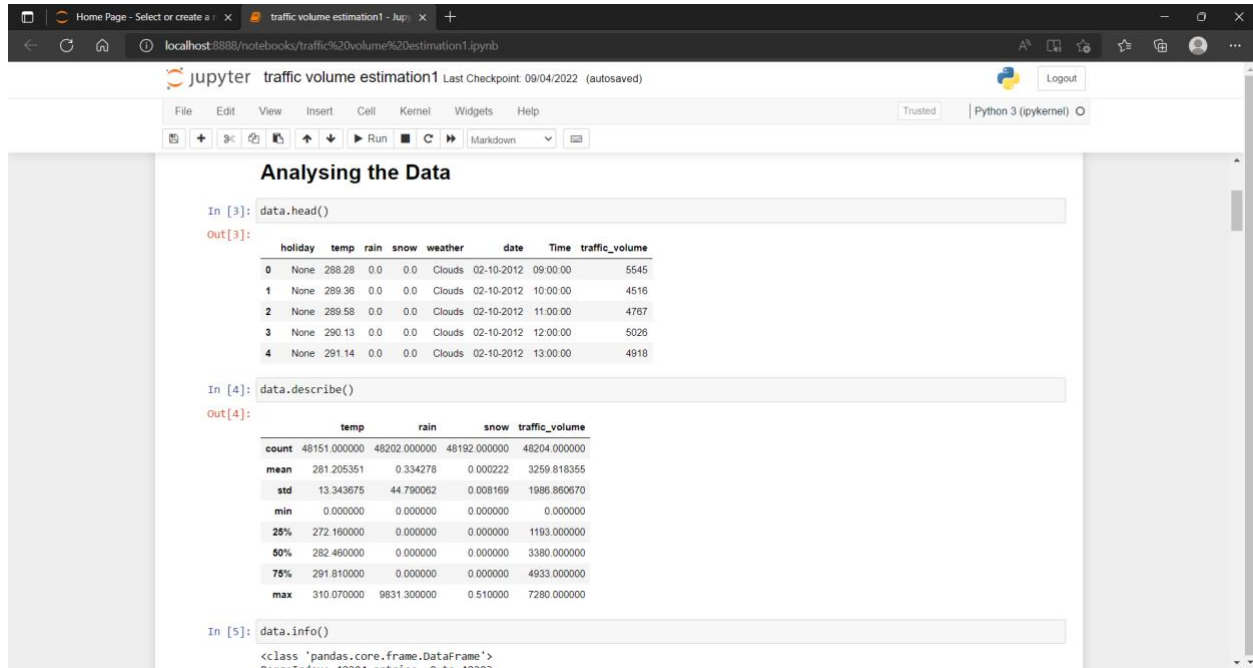 Home Page - Select or create a n
traffic volume estimation1 - Jup
localhost:8888/notebooks/traffic%20volume%20estimation1.ipynb
jupyter traffic volume estimation1 Last Checkpoint: 09/04/2022 (autosaved)
Logout
File Edit View Insert Cell Kernel Widgets Help
Trusted
Python 3 (ipykernel)
Run
Markdown
Analysing the Data
In [3]: data.head()
Out[3]:
holiday temp rain snow weather date Time traffic_volume
0 None 288.28 0.0 0.0 Clouds 02-10-2012 09:00:00 5545
1 None 289.36 0.0 0.0 Clouds 02-10-2012 10:00:00 4516
2 None 289.58 0.0 0.0 Clouds 02-10-2012 11:00:00 4767
3 None 290.13 0.0 0.0 Clouds 02-10-2012 12:00:00 5026
4 None 291.14 0.0 0.0 Clouds 02-10-2012 13:00:00 4918
In [4]: data.describe()
Out[4]:
temp rain snow traffic_volume
count 48151.000000 48202.000000 48192.000000 48204.000000
mean 281.205351 0.334278 0.000222 3259.818355
std 13.343675 44.790062 0.008169 1986.860670
min 0.000000 0.000000 0.000000 0.000000
25% 272.160000 0.000000 0.000000 1193.000000
50% 282.460000 0.000000 0.000000 3380.000000
75% 291.810000 0.000000 0.000000 4933.000000
max 310.070000 9831.300000 0.510000 7280.000000
In [5]: data.info()
<class 'pandas.core.frame.DataFrame'>